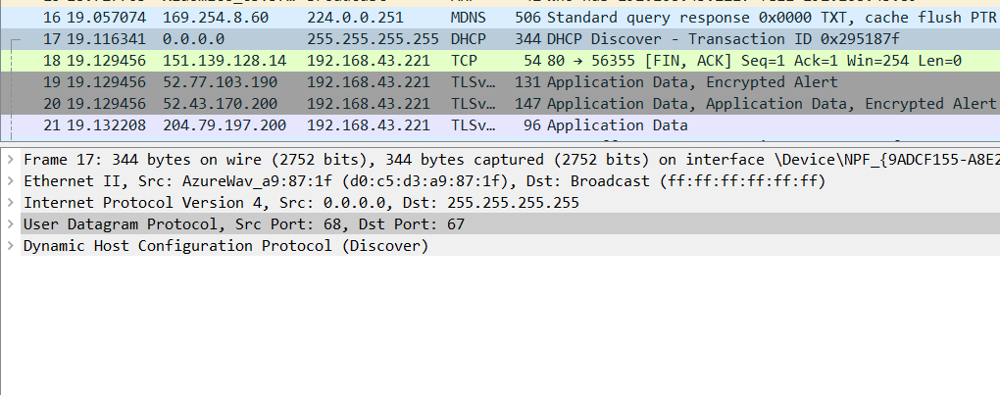 16 19.057074 169.254.8.60 224.0.0.251 MDNS 506 Standard query response 0x0000 TXT, cache flush PTR
17 19.116341 0.0.0.0 255.255.255.255 DHCP 344 DHCP Discover - Transaction ID 0x295187f
18 19.129456 151.139.128.14 192.168.43.221 TCP 54 80 → 56355 [FIN, ACK] Seq=1 Ack=1 Win=254 Len=0
19 19.129456 52.77.103.190 192.168.43.221 TLSv… 131 Application Data, Encrypted Alert
20 19.129456 52.43.170.200 192.168.43.221 TLSv… 147 Application Data, Application Data, Encrypted Alert
21 19.132208 204.79.197.200 192.168.43.221 TLSv… 96 Application Data
Frame 17: 344 bytes on wire (2752 bits), 344 bytes captured (2752 bits) on interface \Device\NPF_{9ADCF155-A8E2
Ethernet II, Src: AzureWav_a9:87:1f (d0:c5:d3:a9:87:1f), Dst: Broadcast (ff:ff:ff:ff:ff:ff)
Internet Protocol Version 4, Src: 0.0.0.0, Dst: 255.255.255.255
User Datagram Protocol, Src Port: 68, Dst Port: 67
Dynamic Host Configuration Protocol (Discover)